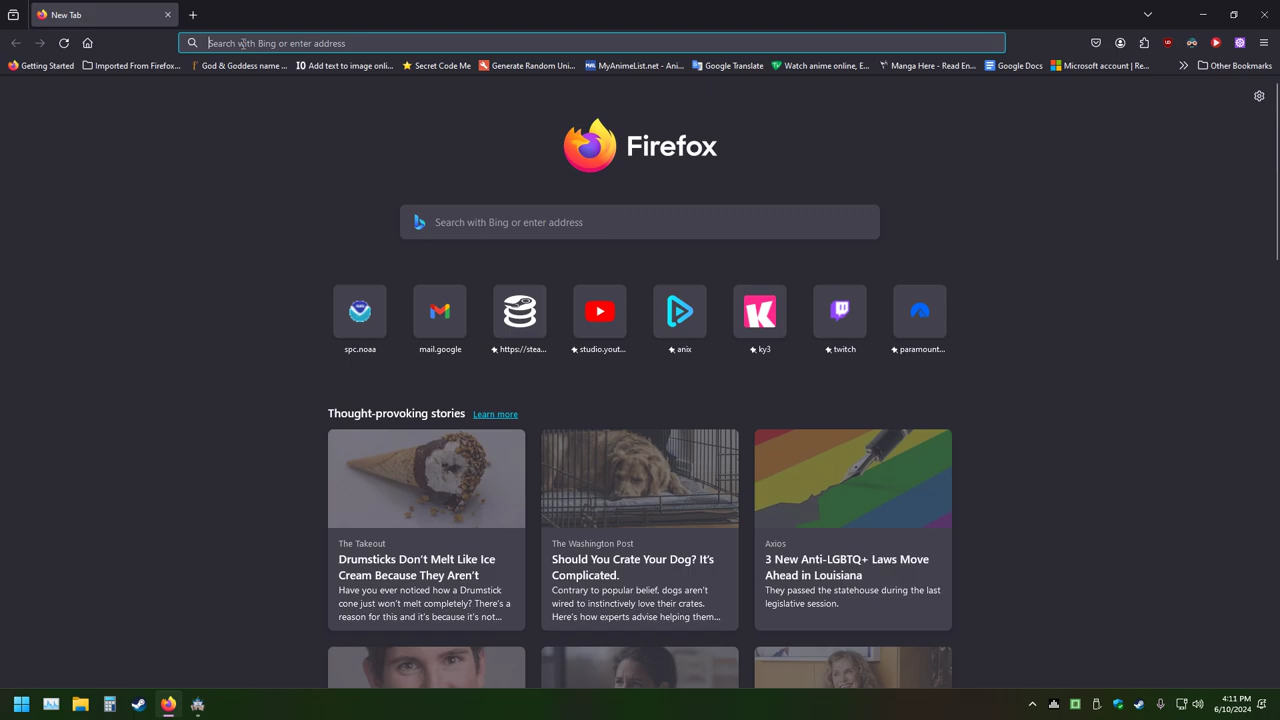 New Tab
Search with Bing or enter address
Getting Started
Imported From Firefox...
God & Goddess name ...
Add text to image onli...
Secret Code Me
Generate Random Uni...
MyAnimeList.net - Ani...
Google Translate
Watch anime online, E...
Manga Here - Read En...
Google Docs
Microsoft account | Re...
Other Bookmarks
Firefox
Search with Bing or enter address
spc.noaa
mail.google
https://stea...
studio.yout...
anix
ky3
twitch
paramount...
Thought-provoking stories Learn more
The Takeout
Drumsticks Don't Melt Like Ice
Cream Because They Aren't
Have you ever noticed how a Drumstick
cone just won't melt completely? There's a
reason for this and it's because it's not...
The Washington Post
Should You Crate Your Dog? It's
Complicated.
Contrary to popular belief, dogs aren't
wired to instinctively love their crates.
Here's how experts advise helping them...
Axios
3 New Anti-LGBTQ+ Laws Move
Ahead in Louisiana
They passed the statehouse during the last
legislative session.
4:11 PM
6/10/2024